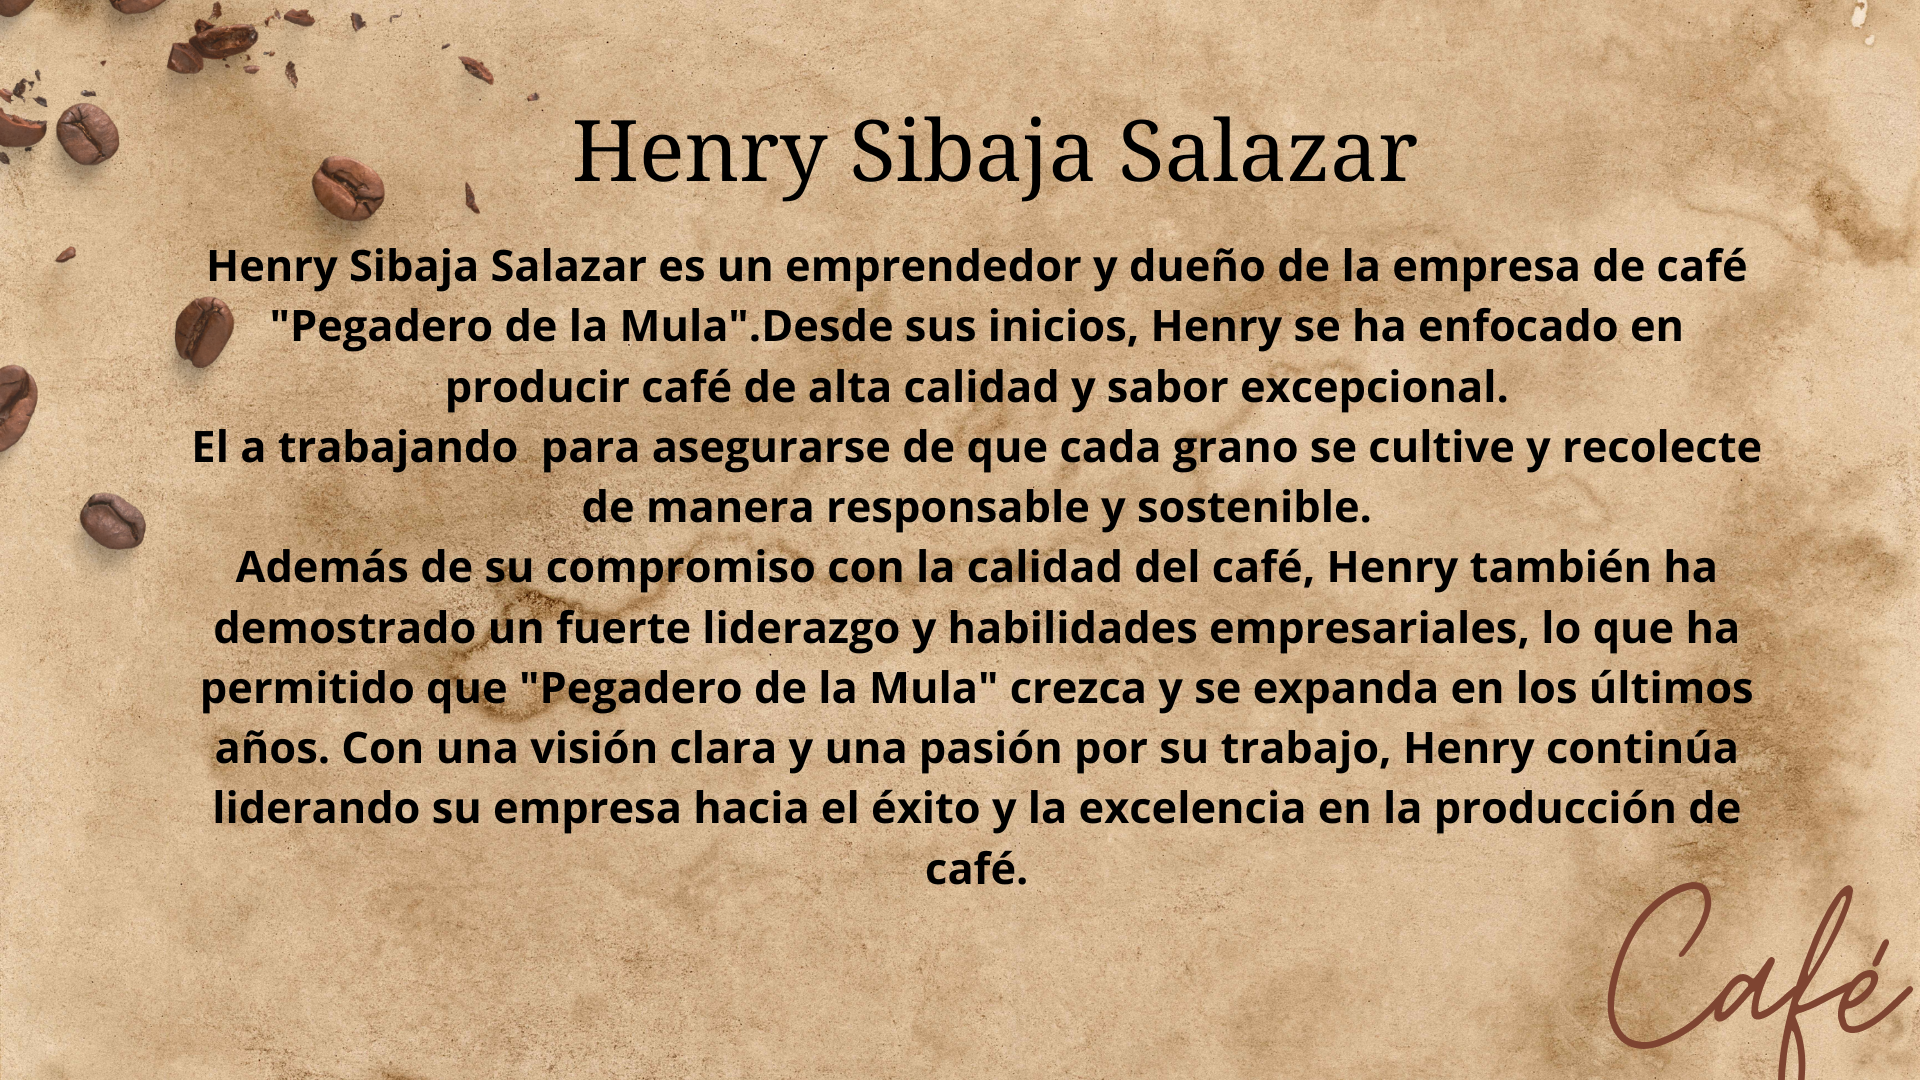 Henry Sibaja Salazar
Henry Sibaja Salazar es un emprendedor y dueño de la empresa de café
"Pegadero de la Mula".Desde sus inicios, Henry se ha enfocado en
producir café de alta calidad y sabor excepcional.
El a trabajando  para asegurarse de que cada grano se cultive y recolecte
de manera responsable y sostenible.
Además de su compromiso con la calidad del café, Henry también ha
demostrado un fuerte liderazgo y habilidades empresariales, lo que ha
permitido que "Pegadero de la Mula" crezca y se expanda en los últimos
años. Con una visión clara y una pasión por su trabajo, Henry continúa
liderando su empresa hacia el éxito y la excelencia en la producción de
café.
Café